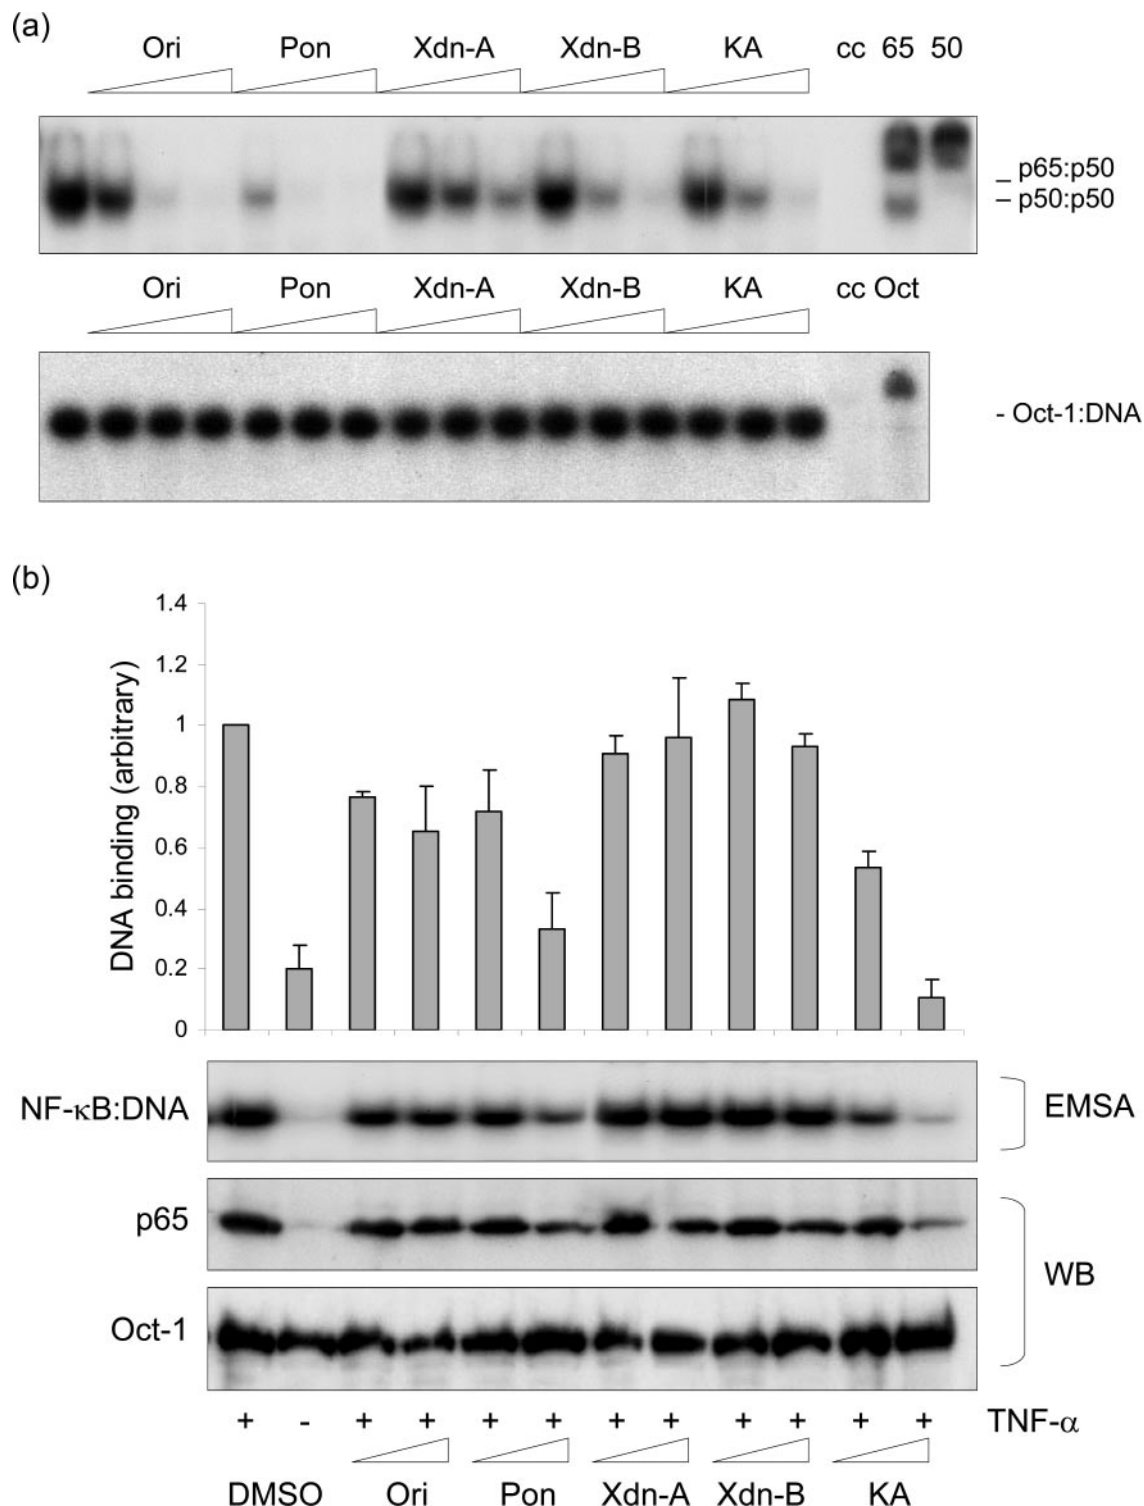 (a)
Ori Pon Xdn-A Xdn-B KA cc 65 50
p65:p50
p50:p50
Ori Pon Xdn-A Xdn-B KA cc Oct
- Oct-1:DNA
(b)
DNA binding (arbitrary)
1.4
1.2
1
0.8
0.6
0.4
0.2
0
NF-κB:DNA
EMSA
p65
WB
Oct-1
+ - + + + + + + + + + + TNF-α
DMSO Ori Pon Xdn-A Xdn-B KA